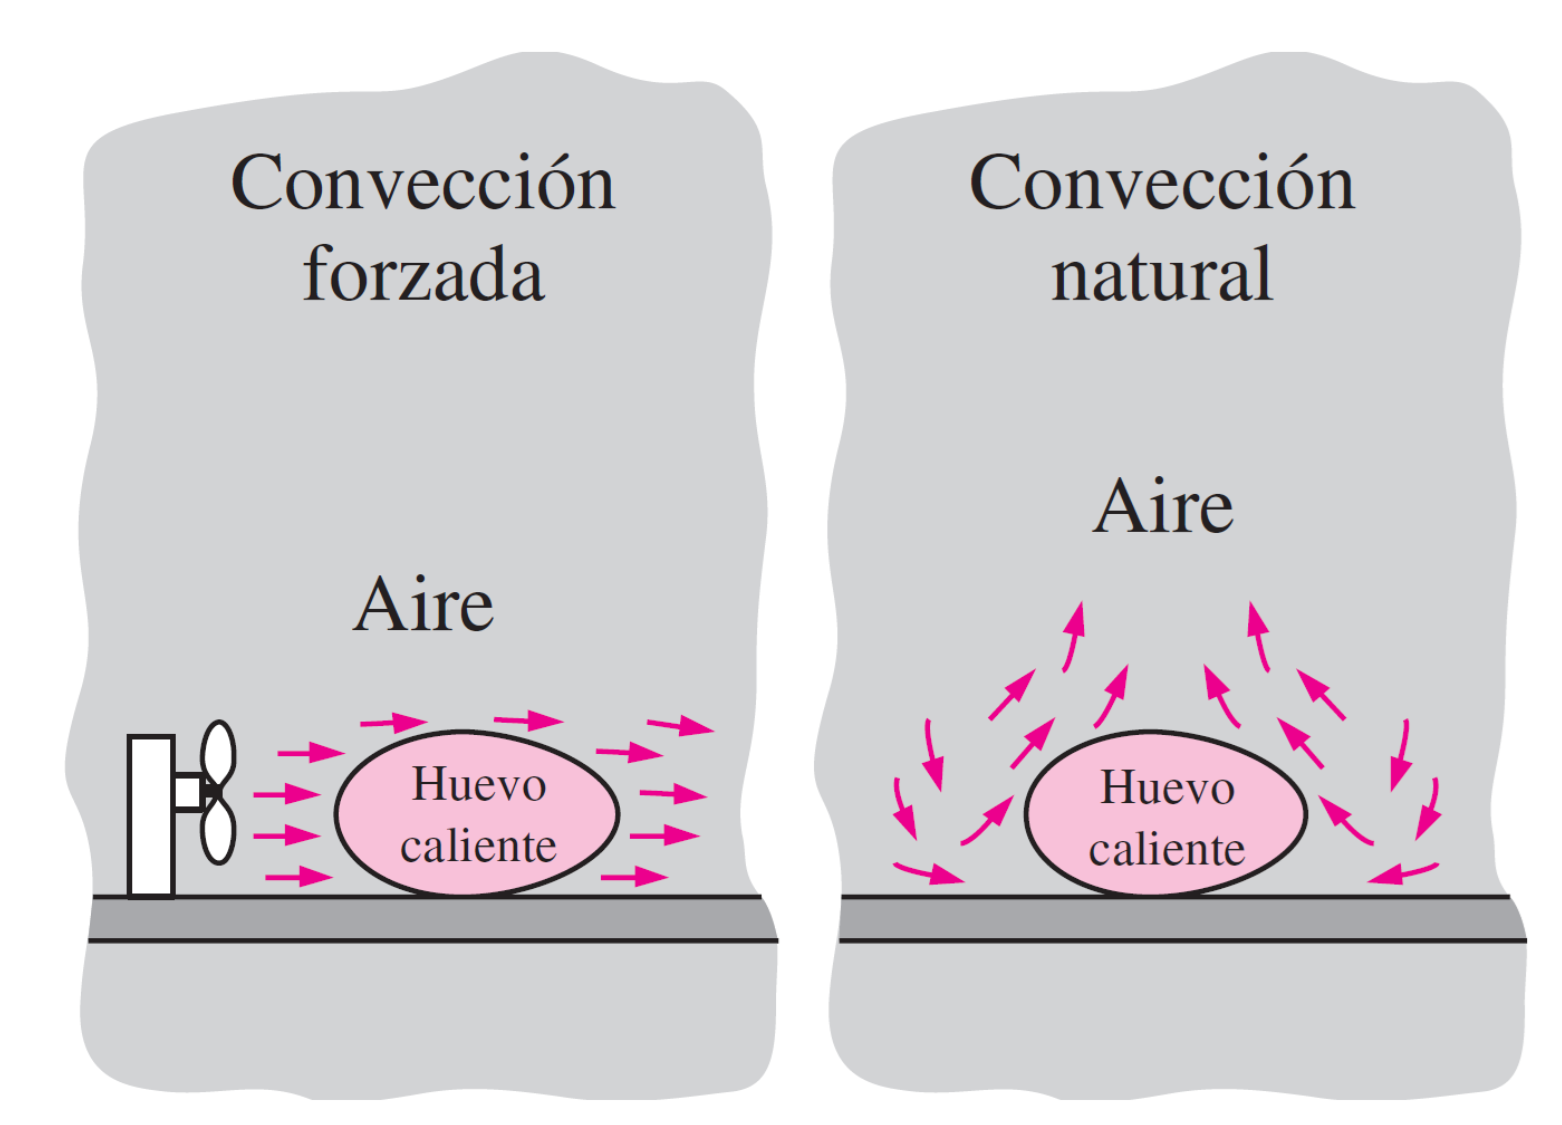 Convección
forzada
Aire
Huevo
caliente
Convección
natural
Aire
Huevo
caliente